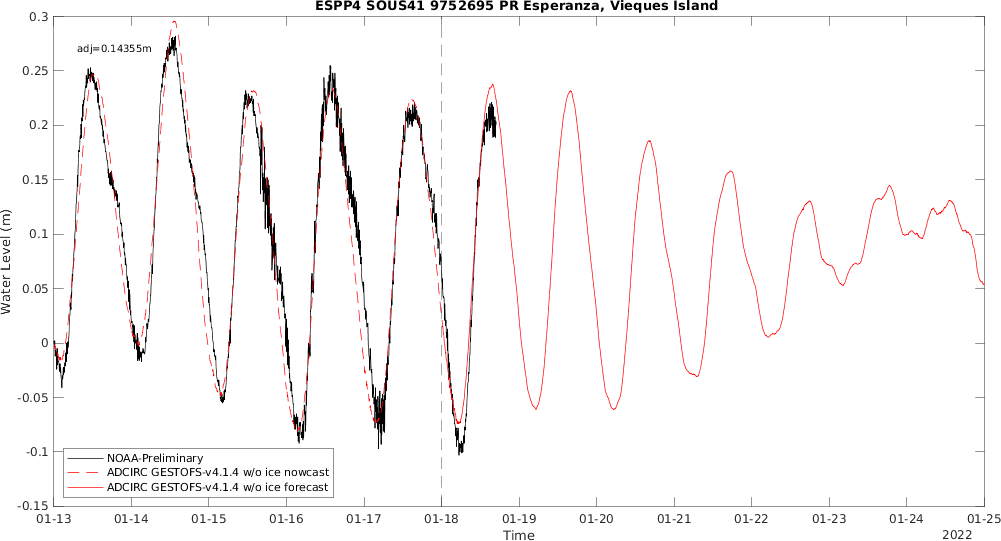 ESPP4 SOUS41 9752695 PR Esperanza, Vieques Island
adj=0.14355m
0.3
0.25
0.2
0.15
0.1
0.05
0
-0.05
-0.1
-0.15
Water Level (m)
NOAA-Preliminary
ADCIRC GESTOFS-v4.1.4 w/o ice nowcast
ADCIRC GESTOFS-v4.1.4 w/o ice forecast
01-13 01-14 01-15 01-16 01-17 01-18 01-19 01-20 01-21 01-22 01-23 01-24 01-25
Time
2022